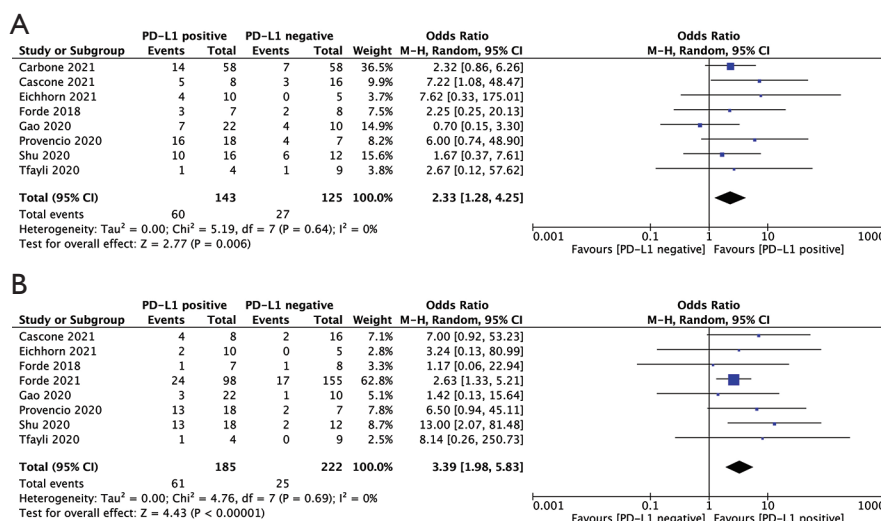 A
PD-L1 positive PD-L1 negative Odds Ratio Odds Ratio
Study or Subgroup Events Total Events Total Weight M-H, Random, 95% CI M-H, Random, 95% CI
Carbone 2021 14 58 7 58 36.5% 2.32 [0.86, 6.26]
Cascone 2021 5 8 3 16 9.9% 7.22 [1.08, 48.47]
Eichhorn 2021 4 10 0 5 3.7% 7.62 [0.33, 175.01]
Forde 2018 3 7 2 8 7.5% 2.25 [0.25, 20.13]
Gao 2020 7 22 4 10 14.9% 0.70 [0.15, 3.30]
Provencio 2020 16 18 4 7 8.2% 6.00 [0.74, 48.90]
Shu 2020 10 16 6 12 15.6% 1.67 [0.37, 7.61]
Tfayli 2020 1 4 1 9 3.8% 2.67 [0.12, 57.62]
Total (95% CI) 143 125 100.0% 2.33 [1.28, 4.25]
Total events 60 27
Heterogeneity: Tau² = 0.00; Chi² = 5.19, df = 7 (P = 0.64); I² = 0%
Test for overall effect: Z = 2.77 (P = 0.006)
0.001 0.1 1 10 1000
Favours [PD-L1 negative] Favours [PD-L1 positive]
B
PD-L1 positive PD-L1 negative Odds Ratio Odds Ratio
Study or Subgroup Events Total Events Total Weight M-H, Random, 95% CI M-H, Random, 95% CI
Cascone 2021 4 8 2 16 7.1% 7.00 [0.92, 53.23]
Eichhorn 2021 2 10 0 5 2.8% 3.24 [0.13, 80.99]
Forde 2018 1 7 1 8 3.4% 1.17 [0.06, 22.94]
Forde 2021 24 98 17 155 62.8% 2.63 [1.33, 5.21]
Gao 2020 3 22 1 10 5.0% 1.42 [0.13, 15.64]
Provencio 2020 13 18 2 7 7.8% 6.50 [0.94, 45.11]
Shu 2020 13 18 2 12 8.7% 13.00 [2.07, 81.48]
Tfayli 2020 1 4 0 9 2.5% 8.14 [0.26, 250.73]
Total (95% CI) 185 222 100.0% 3.39 [1.98, 5.83]
Total events 61 25
Heterogeneity: Tau² = 0.00; Chi² = 4.76, df = 7 (P = 0.69); I² = 0%
Test for overall effect: Z = 4.43 (P < 0.00001)
0.001 0.1 1 10 1000
Favours [PD-L1 negative] Favours [PD-L1 positive]